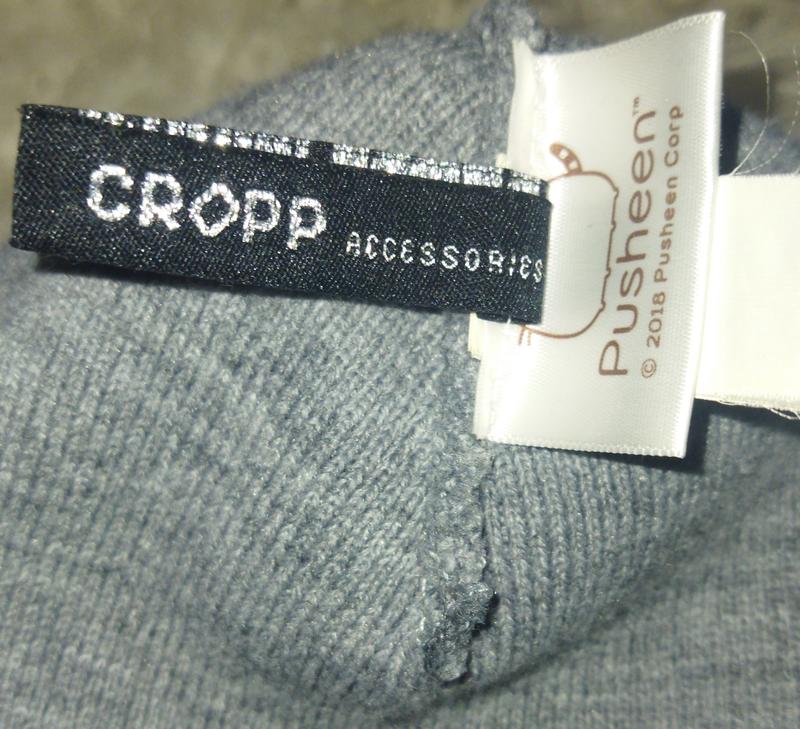 CROPP ACCESSORIES
Pusheen™
© 2018 Pusheen Corp